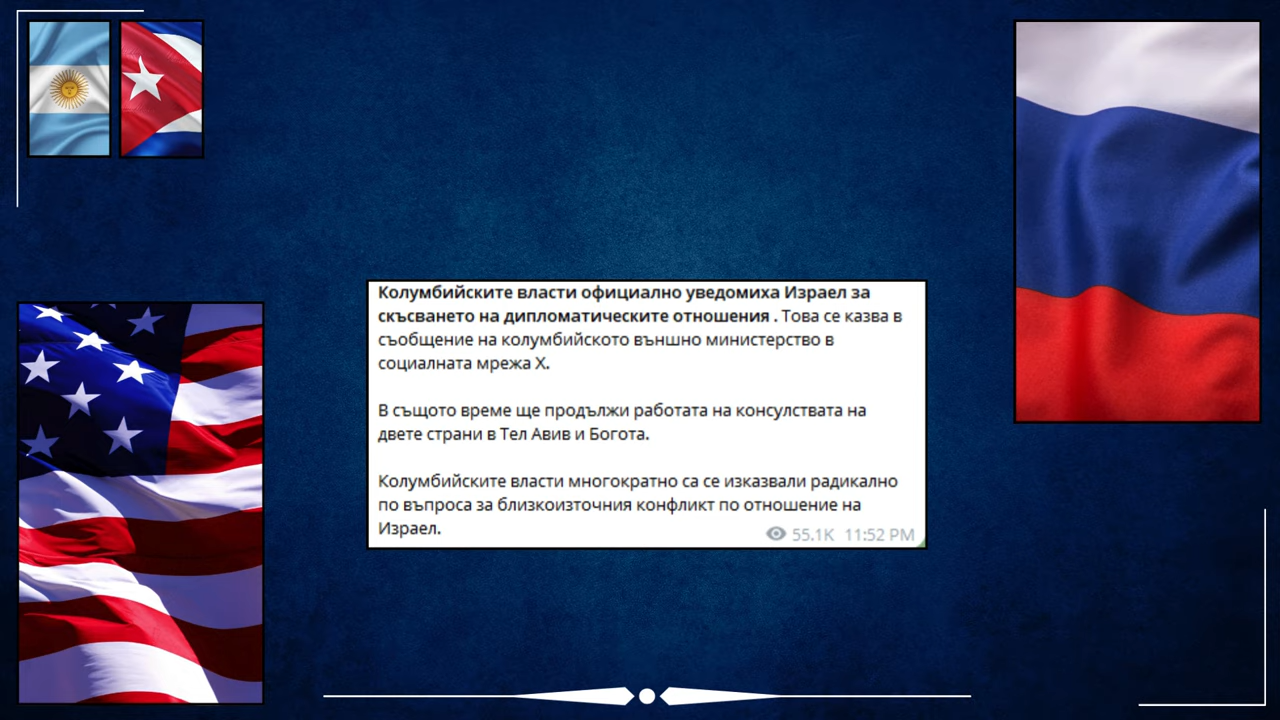 Колумбийските власти официално уведомиха Израел за
скъсването на дипломатическите отношения . Това се казва в
съобщение на колумбийското външно министерство в
социалната мрежа X.
В същото време ще продължи работата на консулствата на
двете страни в Тел Авив и Богота.
Колумбийските власти многократно са се изказвали радикално
по въпроса за близкоизточния конфликт по отношение на
Израел.
55.1K 11:52 PM